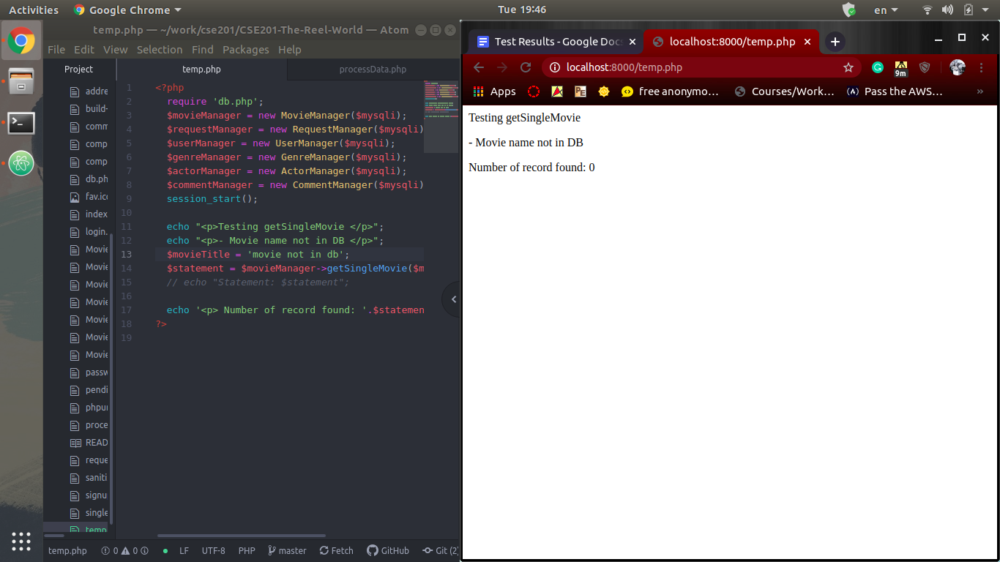 Activities Google Chrome Tue 19:46 en
temp.php — ~/work/cse201/CSE201-The-Reel-World — Atom
File Edit View Selection Find Packages Help
Project temp.php processData.php
addre
build-
comm
comp
comp
db.ph
fav.ico
index
login.
Movie
Movie
Movie
Movie
Movie
Movie
Movie
passw
pendi
phpun
proce
READ
reque
saniti
signu
single
temp
1 <?php
2 require 'db.php';
3 $movieManager = new MovieManager($mysqli);
4 $requestManager = new RequestManager($mysqli)
5 $userManager = new UserManager($mysqli);
6 $genreManager = new GenreManager($mysqli);
7 $actorManager = new ActorManager($mysqli);
8 $commentManager = new CommentManager($mysqli)
9 session_start();
10
11 echo "<p>Testing getSingleMovie </p>";
12 echo "<p>- Movie name not in DB </p>";
13 $movieTitle = 'movie not in db';
14 $statement = $movieManager->getSingleMovie($m
15 // echo "Statement: $statement";
16
17 echo '<p> Number of record found: '.$statemen
18 ?>
19
temp.php 0 0 LF UTF-8 PHP master Fetch GitHub Git (2)
Test Results - Google Docs localhost:8000/temp.php
localhost:8000/temp.php 9m
Apps PE free anonymo… Courses/Work… Pass the AWS… »
Testing getSingleMovie
- Movie name not in DB
Number of record found: 0